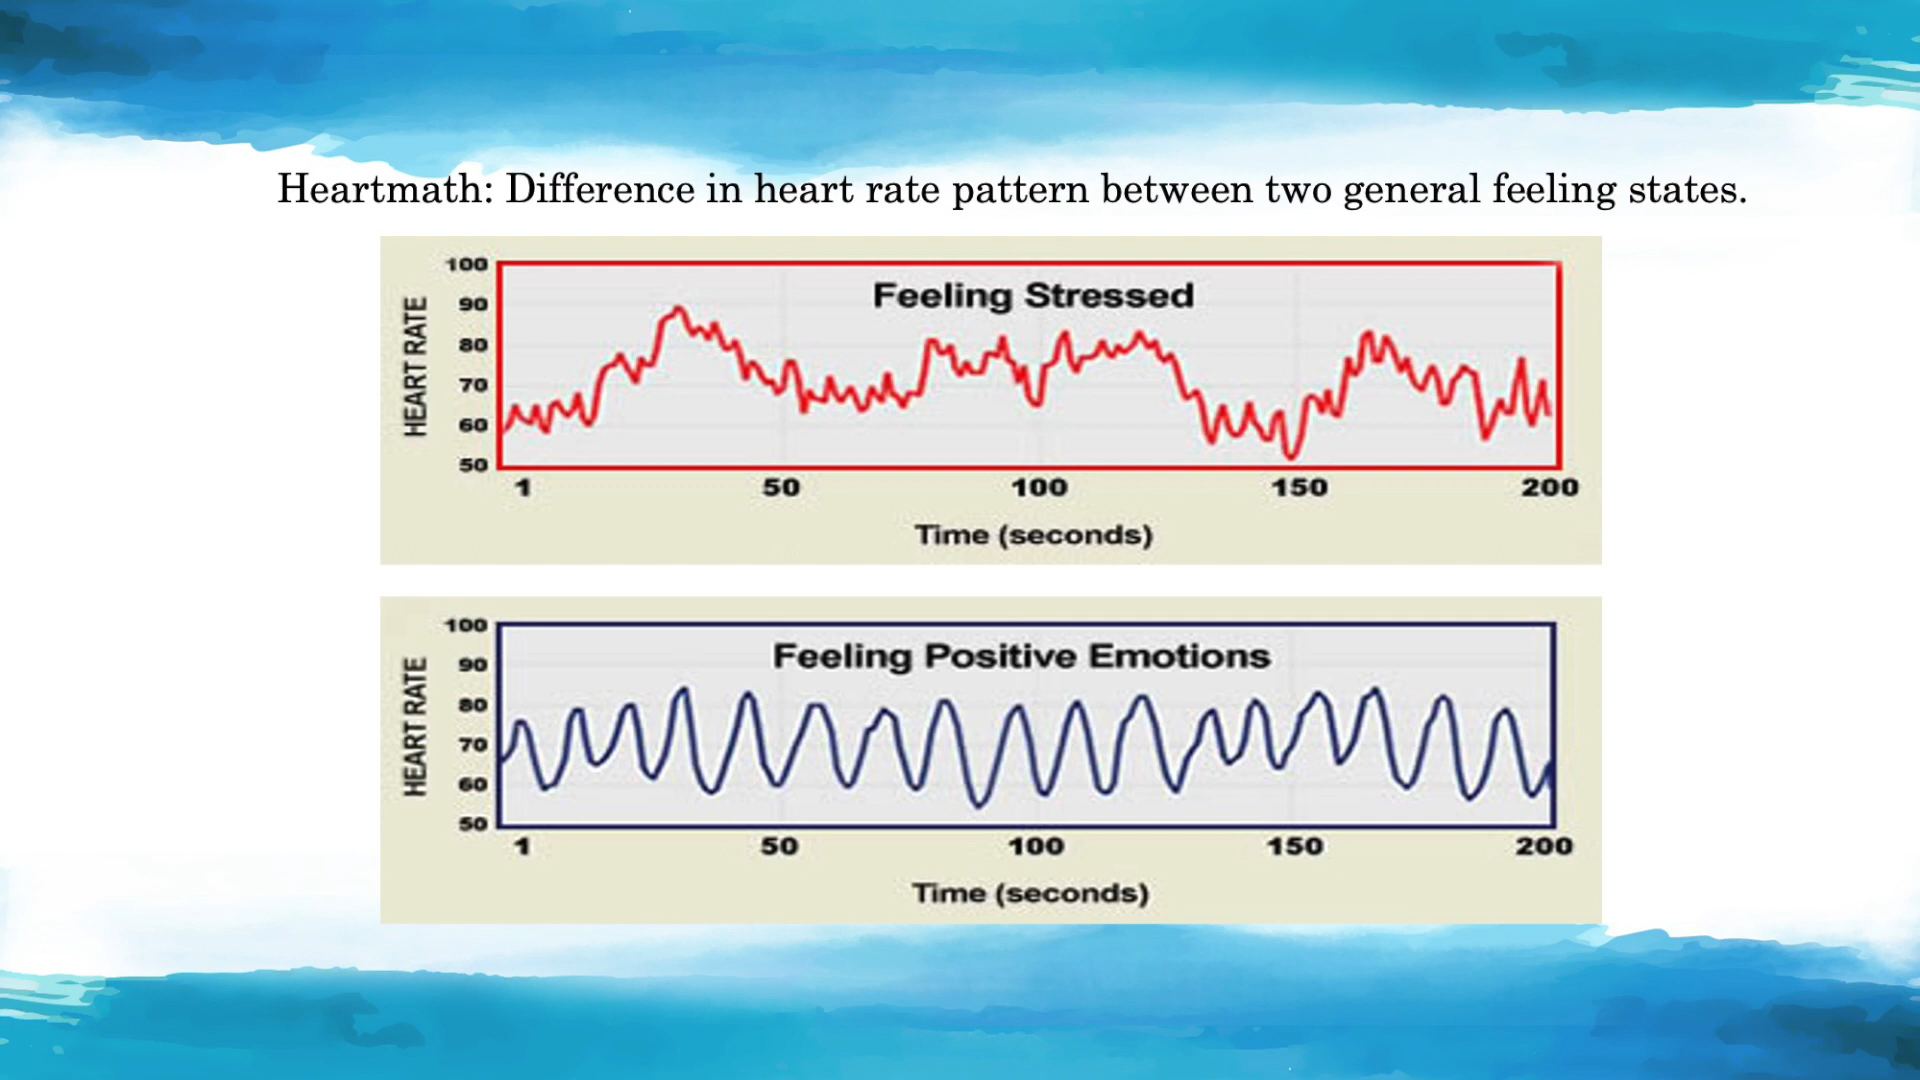 Heartmath: Difference in heart rate pattern between two general feeling states.
Feeling Stressed
HEART RATE
100
90
80
70
60
50
1 50 100 150 200
Time (seconds)
Feeling Positive Emotions
HEART RATE
100
90
80
70
60
50
1 50 100 150 200
Time (seconds)